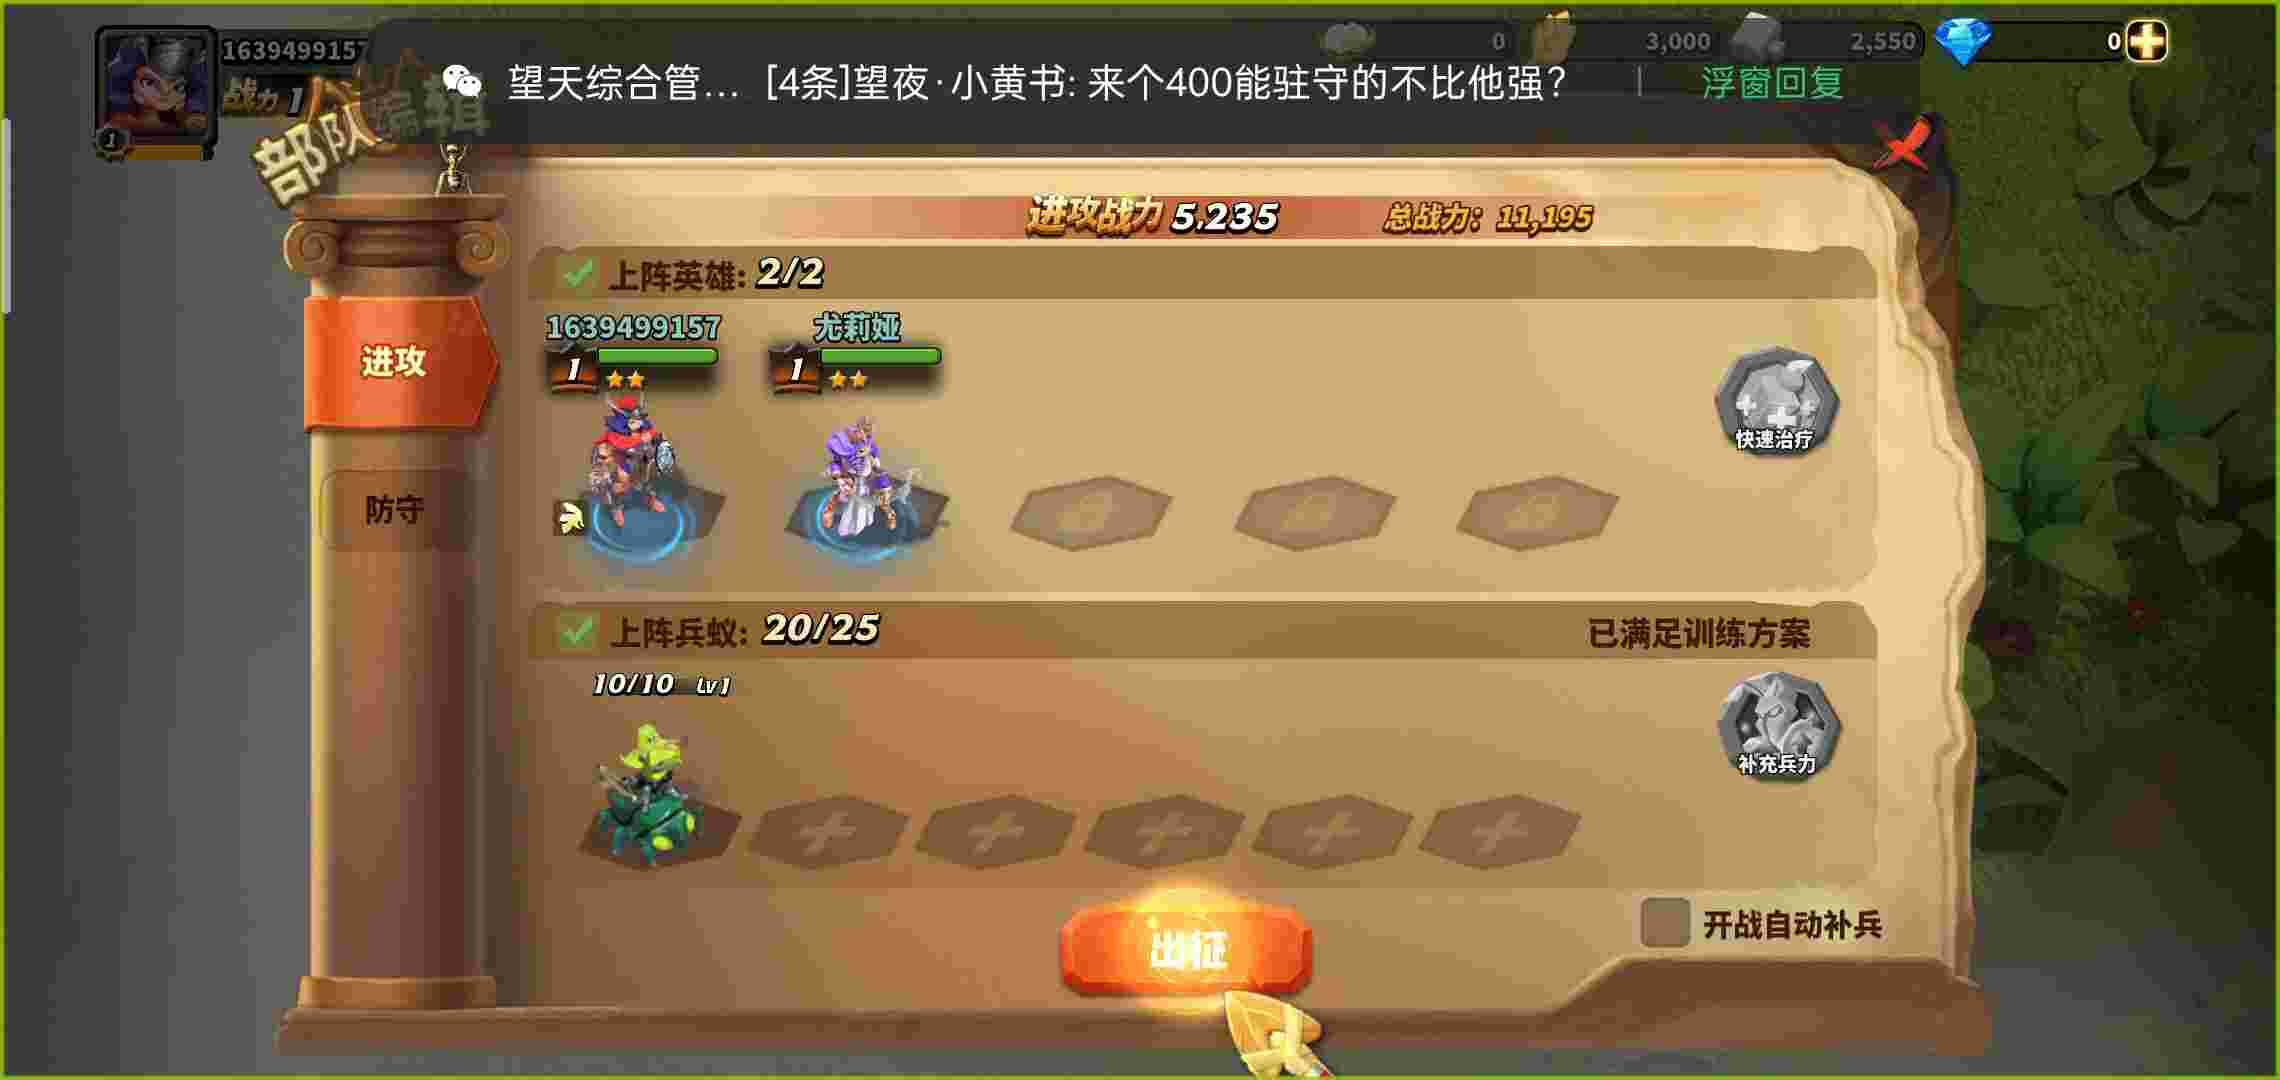 1639499157
战力 1
部队编辑
望天综合管… [4条]望夜·小黄书: 来个400能驻守的不比他强?
浮窗回复
0
3,000
2,550
0
1
进攻战力 5,235
总战力: 11,195
进攻
防守
上阵英雄: 2/2
1639499157
1
尤莉娅
1
快速治疗
上阵兵蚁: 20/25
已满足训练方案
10/10 Lv1
补充兵力
出征
开战自动补兵